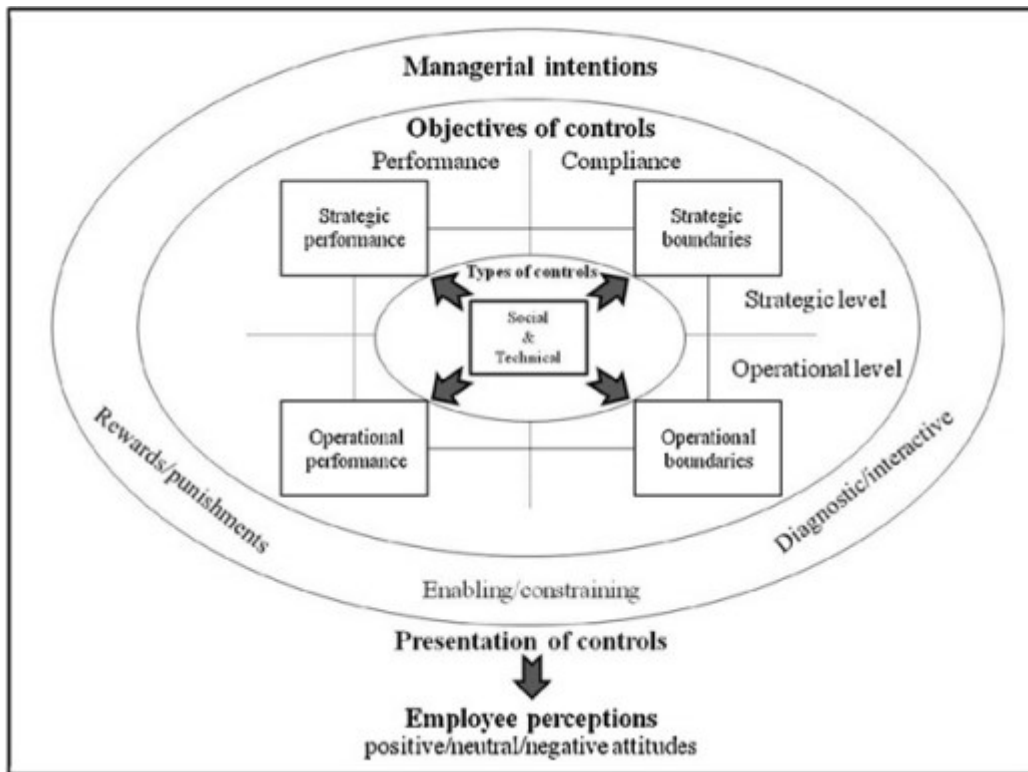 Managerial intentions
Objectives of controls
Performance
Compliance
Strategic
performance
Strategic
boundaries
Types of controls
Social
&
Technical
Strategic level
Operational level
Operational
performance
Operational
boundaries
Rewards/punishments
Diagnostic/interactive
Enabling/constraining
Presentation of controls
Employee perceptions
positive/neutral/negative attitudes